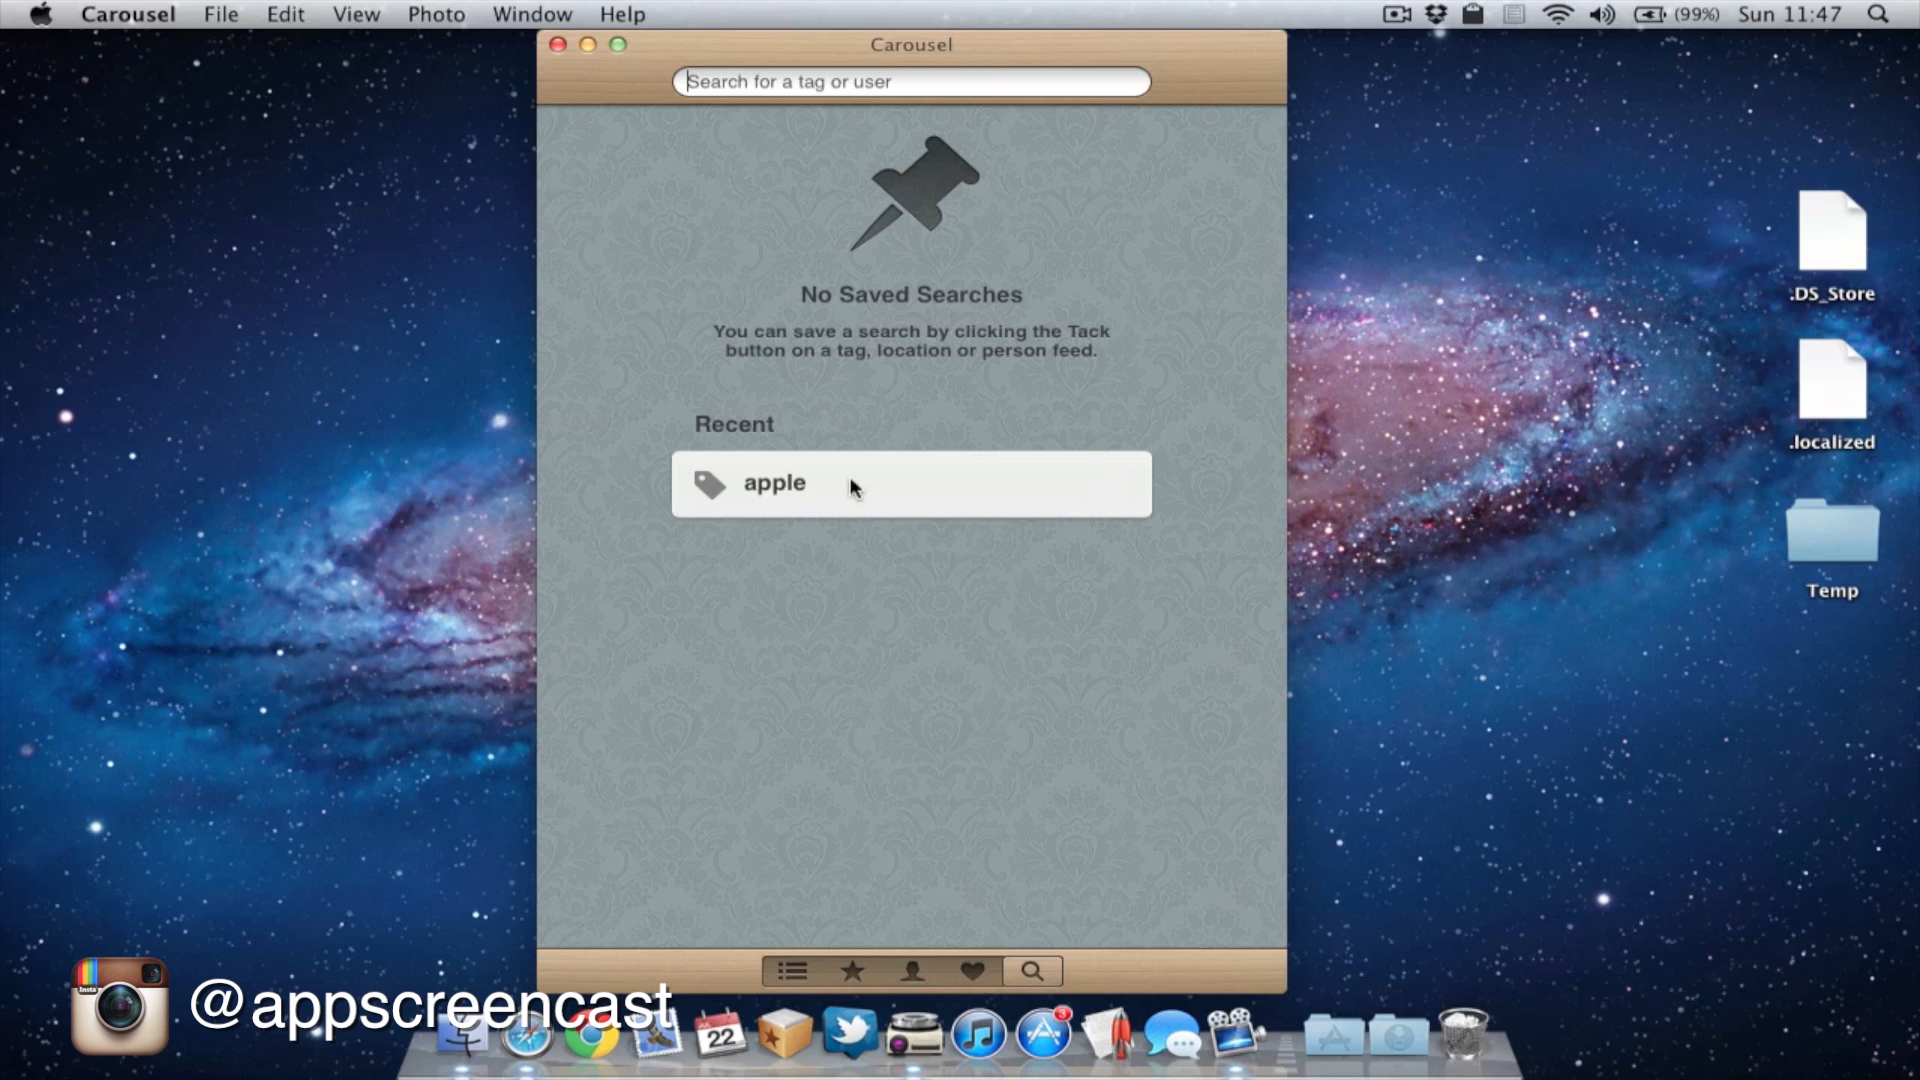 Carousel File Edit View Photo Window Help (99%) Sun 11:47
Carousel
Search for a tag or user
No Saved Searches
You can save a search by clicking the Tack
button on a tag, location or person feed.
Recent
apple
.DS_Store
.localized
Temp
Insta
@appscreencast
22
3